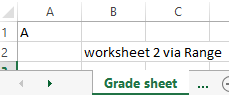 A B C
1 A
2 worksheet 2 via Range
Grade sheet ...